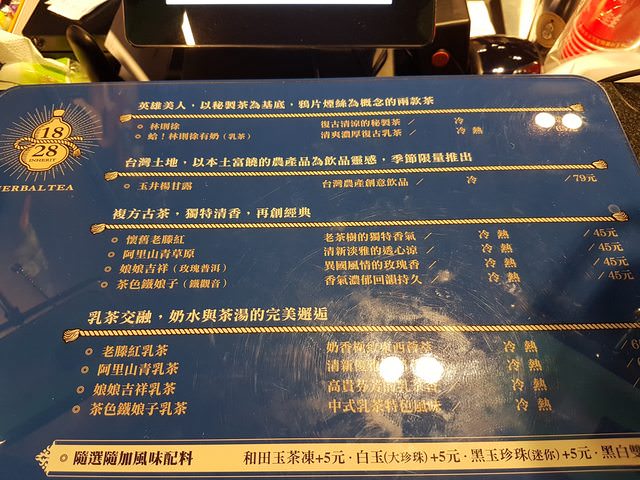 18
28
INHERIT
ERBALTEA
英雄美人，以秘製茶為基底，鴉片煙絲為概念的兩款茶
林則徐 復古清涼的秘製茶 / 冷
蛤！林則徐有奶（乳茶） 清爽濃厚復古乳茶 / 冷 熱
台灣土地，以本土富饒的農產品為飲品靈感，季節限量推出
玉井楊甘露 台灣農產創意飲品 / 冷 /79元
複方古茶，獨特清香，再創經典
懷舊老滕紅 老茶樹的獨特香氣 / 冷 熱 /45元
阿里山青草原 清新淡雅的透心涼 / 冷 熱 /45元
娘娘吉祥（玫瑰普洱） 異國風情的玫瑰香 / 冷 熱 /45元
茶色鐵娘子（鐵觀音） 香氣濃郁回韻持久 冷 熱 /45元
乳茶交融，奶水與茶湯的完美邂逅
老滕紅乳茶 奶香 冷 熱
阿里山青乳茶 清新 冷 熱
娘娘吉祥乳茶 高貴 冷 熱
茶色鐵娘子乳茶 中式乳茶特色風味 冷 熱
隨選隨加風味配料 和田玉茶凍+5元·白玉(大珍珠)+5元·黑玉珍珠(迷你)+5元·黑白雙